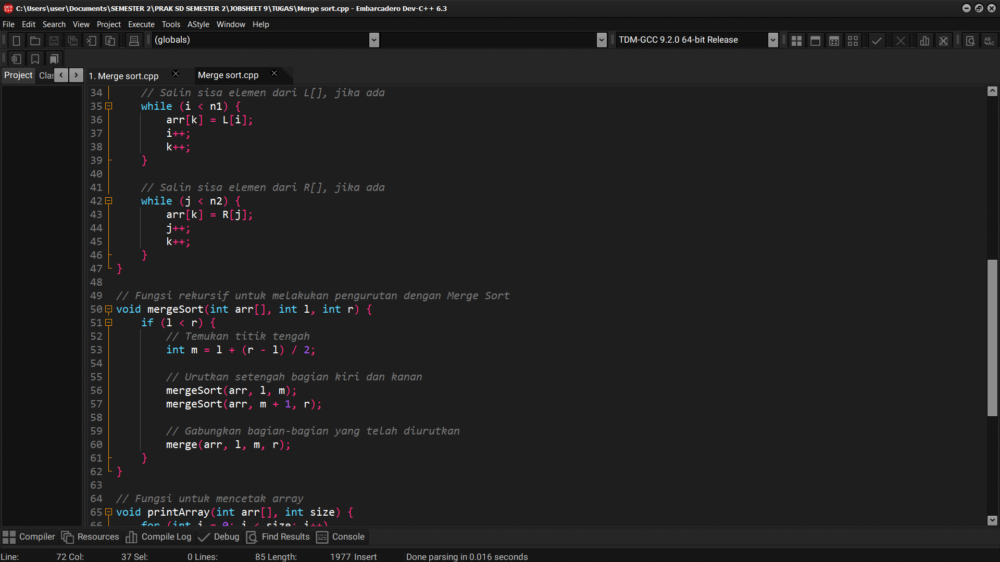 C:\Users\user\Documents\SEMESTER 2\PRAK SD SEMESTER 2\JOBSHEET 9\TUGAS\Merge sort.cpp - Embarcadero Dev-C++ 6.3
File Edit Search View Project Execute Tools AStyle Window Help
(globals) TDM-GCC 9.2.0 64-bit Release
Project Clas 1. Merge sort.cpp Merge sort.cpp
34     // Salin sisa elemen dari L[], jika ada
35     while (i < n1) {
36         arr[k] = L[i];
37         i++;
38         k++;
39     }
40
41     // Salin sisa elemen dari R[], jika ada
42     while (j < n2) {
43         arr[k] = R[j];
44         j++;
45         k++;
46     }
47 }
48
49 // Fungsi rekursif untuk melakukan pengurutan dengan Merge Sort
50 void mergeSort(int arr[], int l, int r) {
51     if (l < r) {
52         // Temukan titik tengah
53         int m = l + (r - l) / 2;
54
55         // Urutkan setengah bagian kiri dan kanan
56         mergeSort(arr, l, m);
57         mergeSort(arr, m + 1, r);
58
59         // Gabungkan bagian-bagian yang telah diurutkan
60         merge(arr, l, m, r);
61     }
62 }
63
64 // Fungsi untuk mencetak array
65 void printArray(int arr[], int size) {
66     for (int i = 0; i < size; i++)
Compiler Resources Compile Log Debug Find Results Console
Line: 72 Col: 37 Sel: 0 Lines: 85 Length: 1977 Insert Done parsing in 0.016 seconds